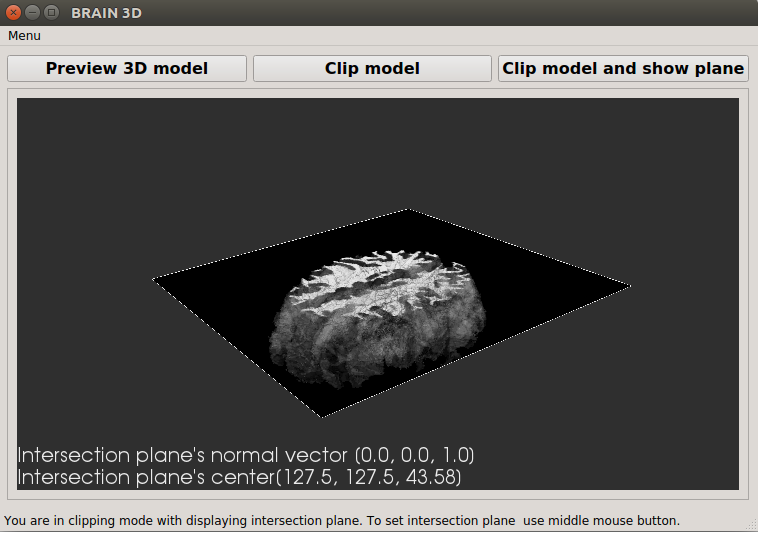 BRAIN 3D
Menu
Preview 3D model
Clip model
Clip model and show plane
Intersection plane's normal vector (0.0, 0.0, 1.0)
Intersection plane's center(127.5, 127.5, 43.58)
You are in clipping mode with displaying intersection plane. To set intersection plane  use middle mouse button.